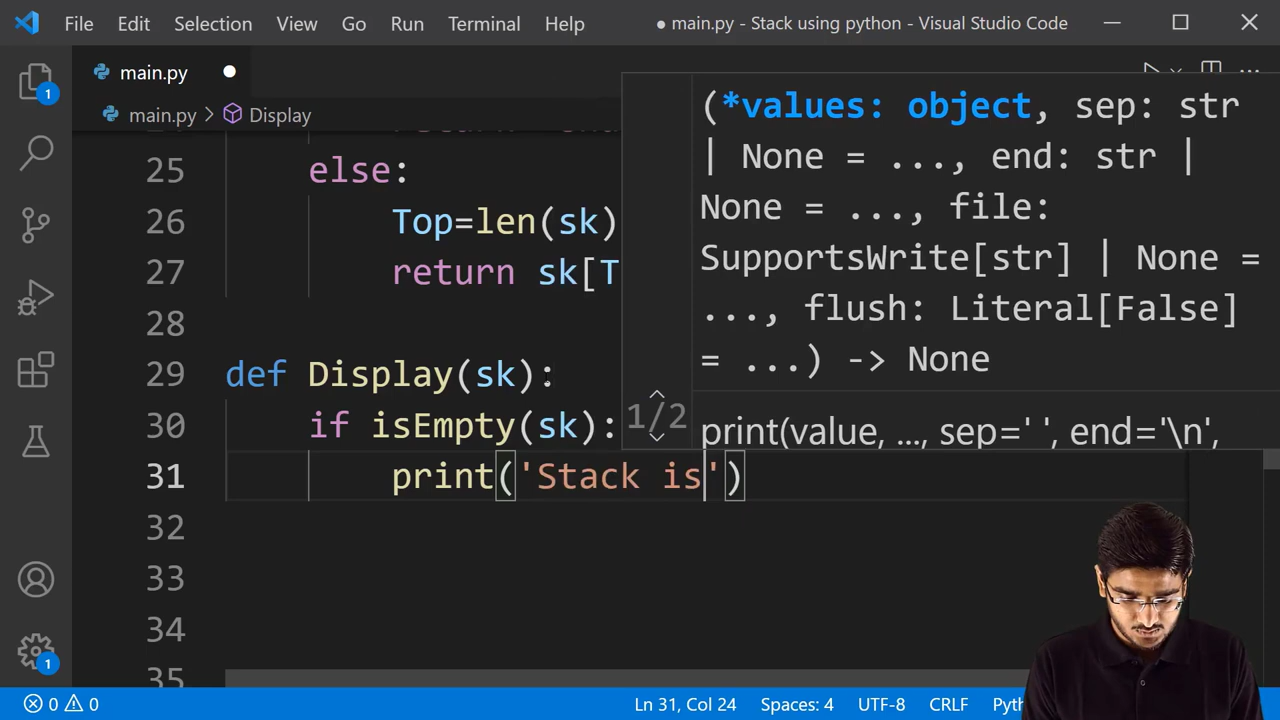 File Edit Selection View Go Run Terminal Help ● main.py - Stack using python - Visual Studio Code
main.py
main.py > Display
25 else:
26 Top=len(sk)
27 return sk[T
28
29 def Display(sk):
30 if isEmpty(sk):
31 print('Stack is')
32
33
34
35
(*values: object, sep: str
| None = ..., end: str |
None = ..., file:
SupportsWrite[str] | None =
..., flush: Literal[False]
= ...) -> None
1/2
print(value, ..., sep=' ', end='\n',
1
1
0 0 Ln 31, Col 24 Spaces: 4 UTF-8 CRLF